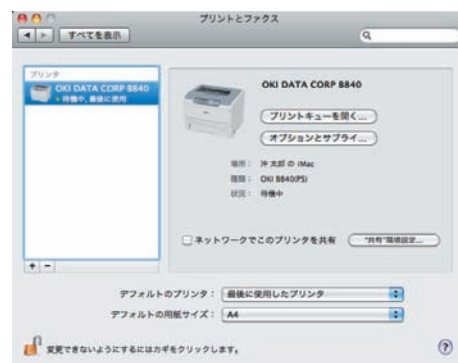 プリントとファクス
すべてを表示
プリンタ
OKI DATA CORP B840
待機中, 最後に使用
OKI DATA CORP B840
プリントキューを開く...
オプションとサプライ...
場所： 沖 太郎 の iMac
種類： OKI B840(PS)
状況： 待機中
ネットワークでこのプリンタを共有
"共有"環境設定...
デフォルトのプリンタ： 最後に使用したプリンタ
デフォルトの用紙サイズ： A4
変更できないようにするにはカギをクリックします。